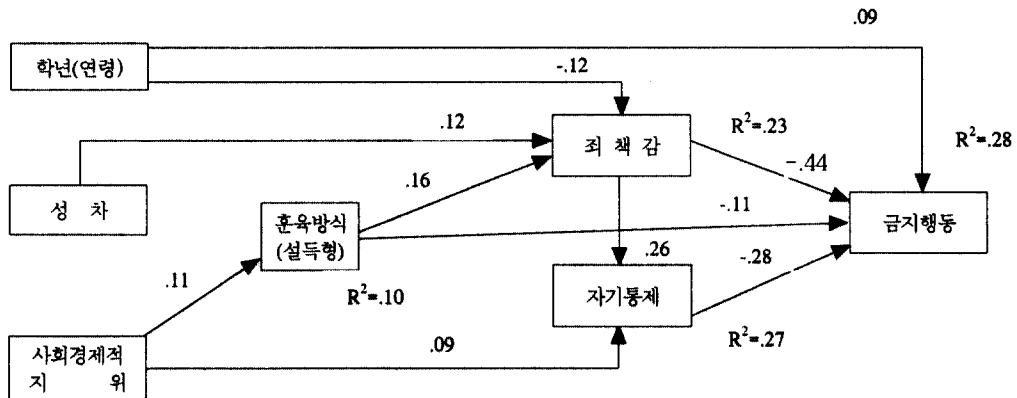 .09
학년(연령)
-.12
.12
죄 책 감
R²=.23
R²=.28
-.44
.16
성 차
훈육방식
(설득형)
-.11
금지행동
.11
R²=.10
.26
-.28
자기통제
사회경제적
지 위
.09
R²=.27